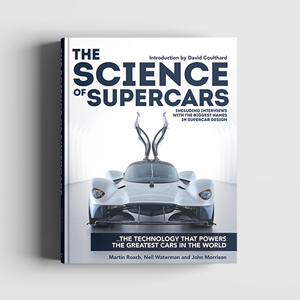 THE
Introduction by David Coulthard
SCIENCE
OF SUPERCARS
INCLUDING INTERVIEWS
WITH THE BIGGEST NAMES
IN SUPERCAR DESIGN
..THE TECHNOLOGY THAT POWERS
THE GREATEST CARS IN THE WORLD
..Martin Roach, Neil Waterman and John Morrison